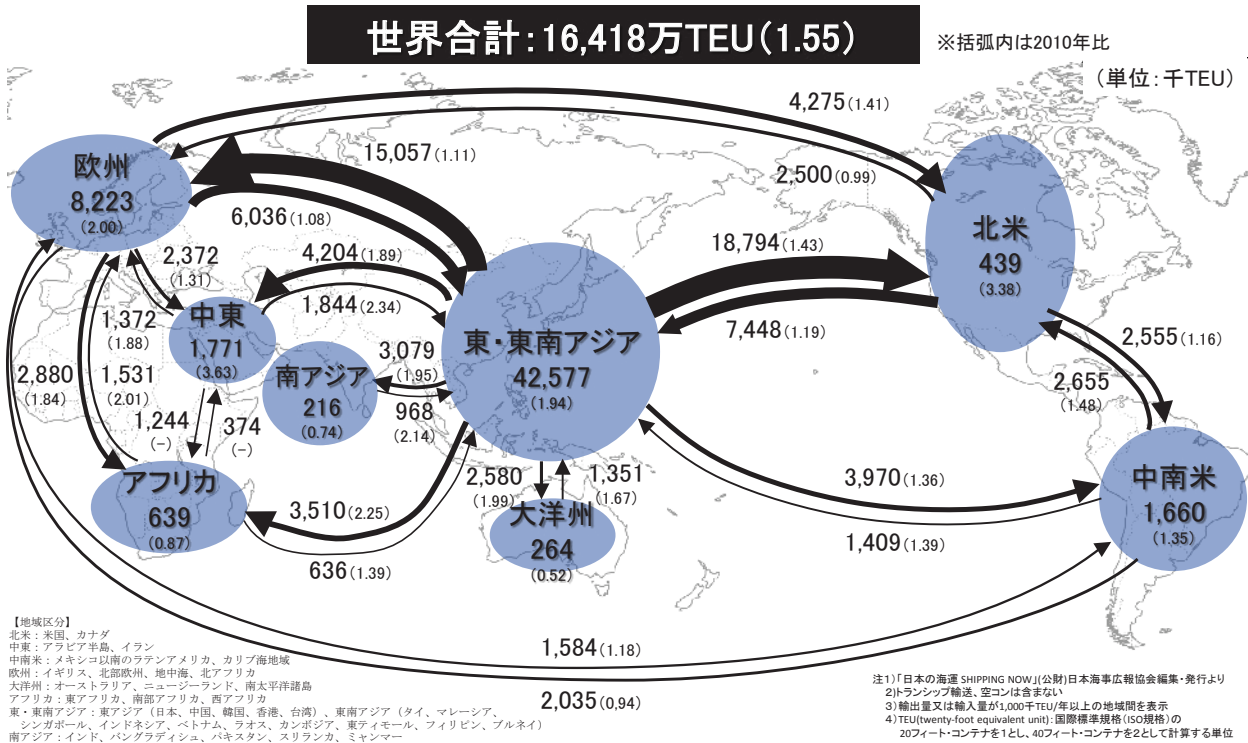 世界合計:16,418万TEU(1.55)
※括弧内は2010年比
(単位:千TEU)
4,275(1.41)
2,500(0.99)
欧州
8,223
(2.00)
15,057(1.11)
6,036(1.08)
北米
439
(3.38)
18,794(1.43)
7,448(1.19)
2,372
(1.31)
4,204(1.89)
1,844(2.34)
中東
1,771
(3.63)
1,372
(1.88)
東・東南アジア
42,577
(1.94)
2,555(1.16)
2,655
(1.48)
南アジア
216
(0.74)
3,079
(1.95)
968
(2.14)
2,880
(1.84)
1,531
(2.01)
1,244
(-)
374
(-)
アフリカ
639
(0.87)
3,510(2.25)
636(1.39)
2,580
(1.99)
1,351
(1.67)
大洋州
264
(0.52)
3,970(1.36)
1,409(1.39)
中南米
1,660
(1.35)
1,584(1.18)
2,035(0,94)
【地域区分】
北米:米国、カナダ
中東:アラビア半島、イラン
中南米:メキシコ以南のラテンアメリカ、カリブ海地域
欧州:イギリス、北部欧州、地中海、北アフリカ
大洋州:オーストラリア、ニュージーランド、南太平洋諸島
アフリカ:東アフリカ、南部アフリカ、西アフリカ
東・東南アジア:東アジア(日本、中国、韓国、香港、台湾)、東南アジア(タイ、マレーシア、
シンガポール、インドネシア、ベトナム、ラオス、カンボジア、東ティモール、フィリピン、ブルネイ)
南アジア:インド、バングラディシュ、パキスタン、スリランカ、ミャンマー
注1)「日本の海運 SHIPPING NOW」(公財)日本海事広報協会編集・発行より
2)トランシップ輸送、空コンは含まない
3)輸出量又は輸入量が1,000千TEU/年以上の地域間を表示
4)TEU(twenty-foot equivalent unit):国際標準規格(ISO規格)の
20フィート・コンテナを1とし、40フィート・コンテナを2として計算する単位